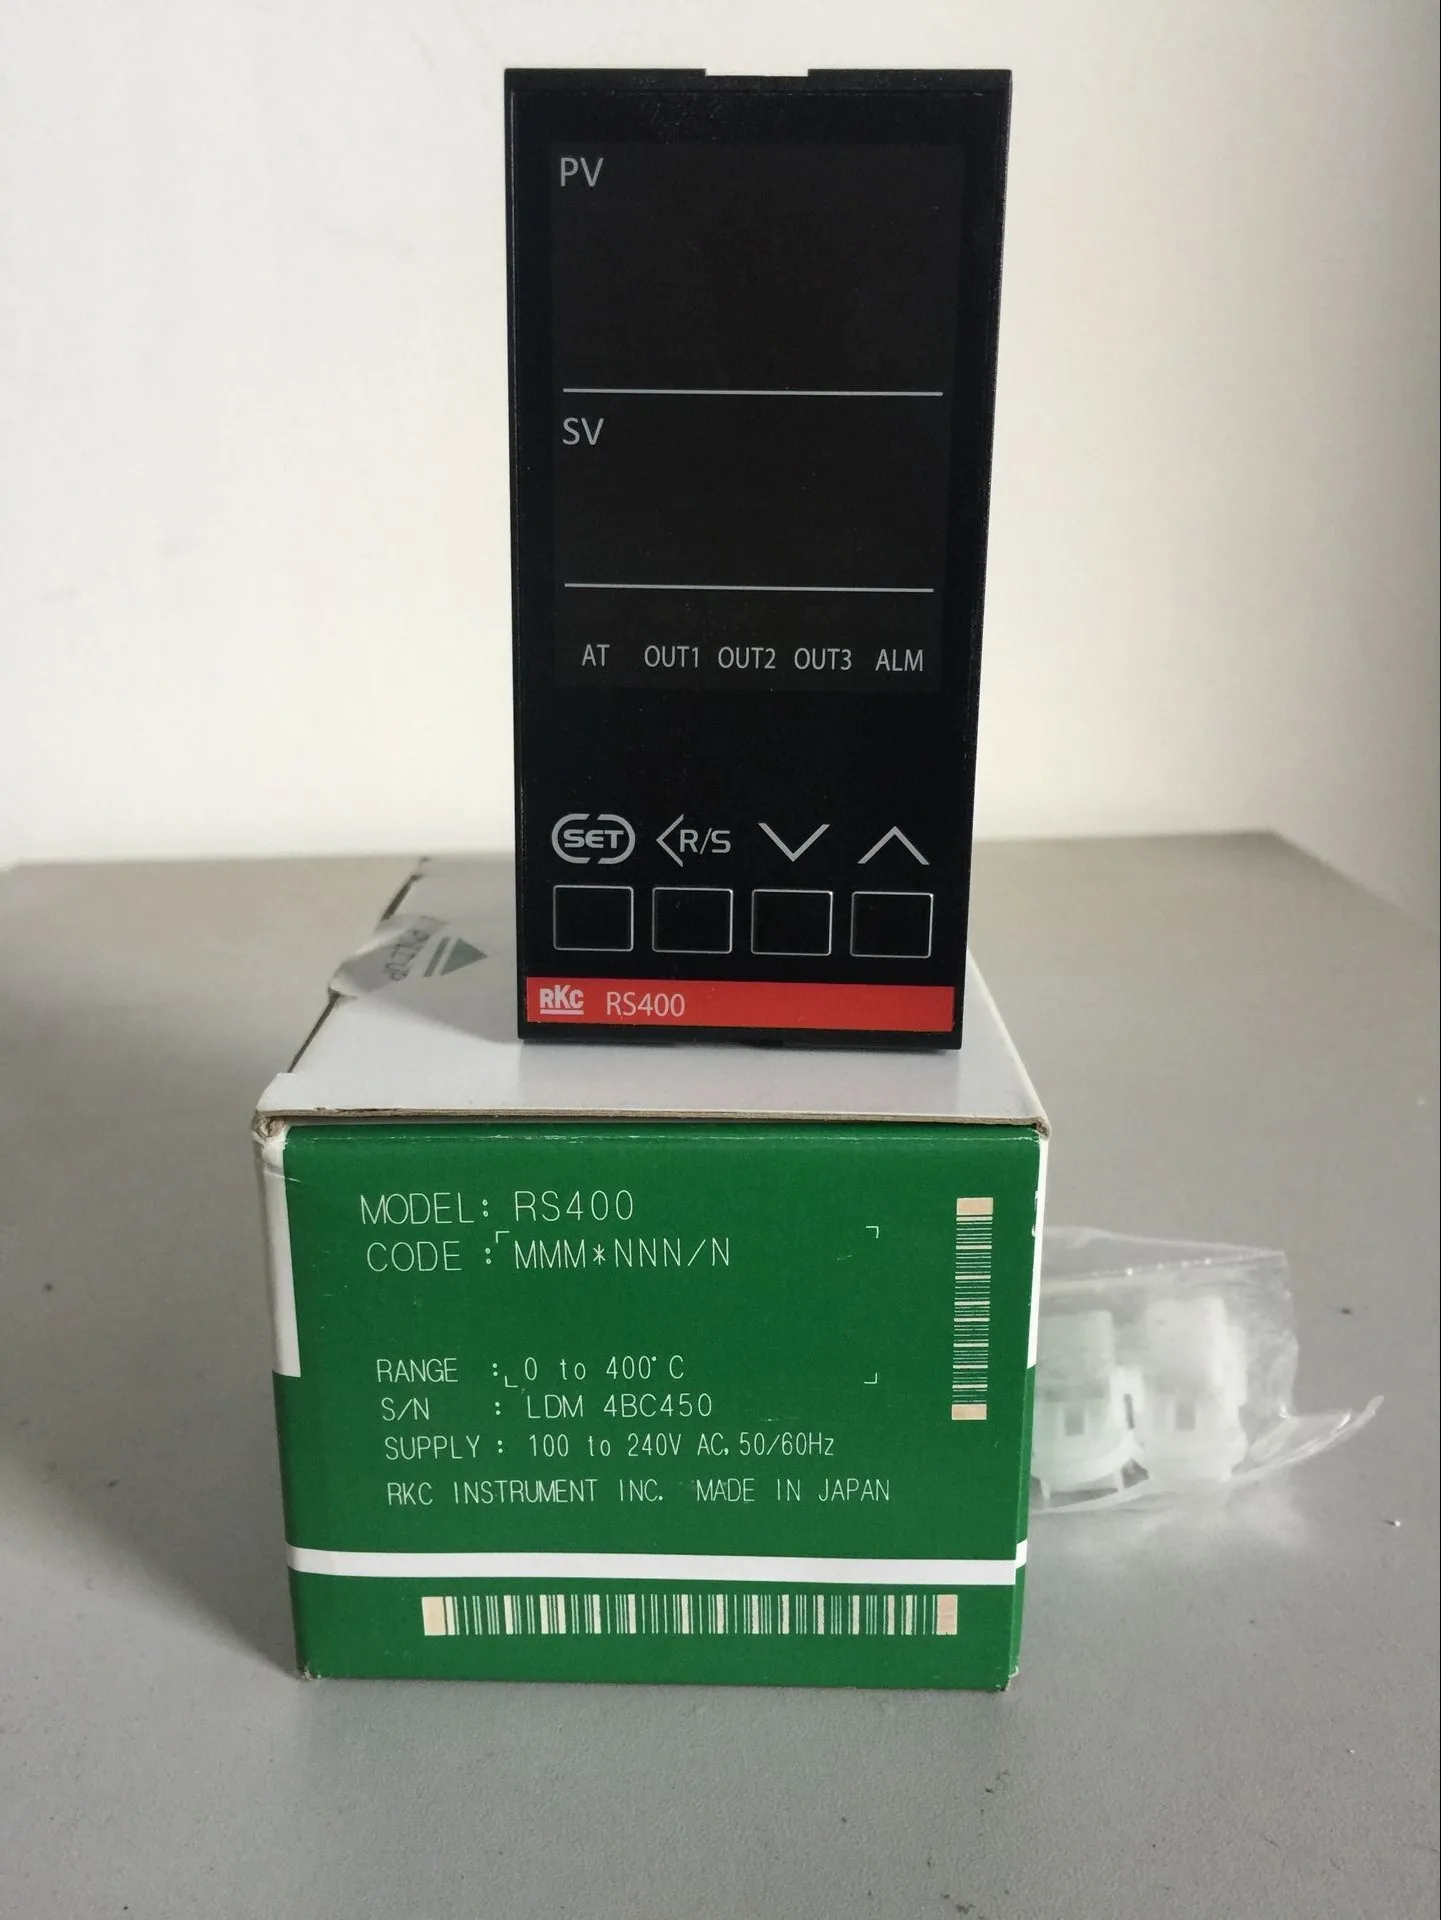 PV
SV
AT OUT1 OUT2 OUT3 ALM
SET R/S
RKC RS400
MODEL: RS400
CODE : MMM*NNN/N
RANGE : 0 to 400°C
S/N : LDM 4BC450
SUPPLY : 100 to 240V AC, 50/60Hz
RKC INSTRUMENT INC. MADE IN JAPAN